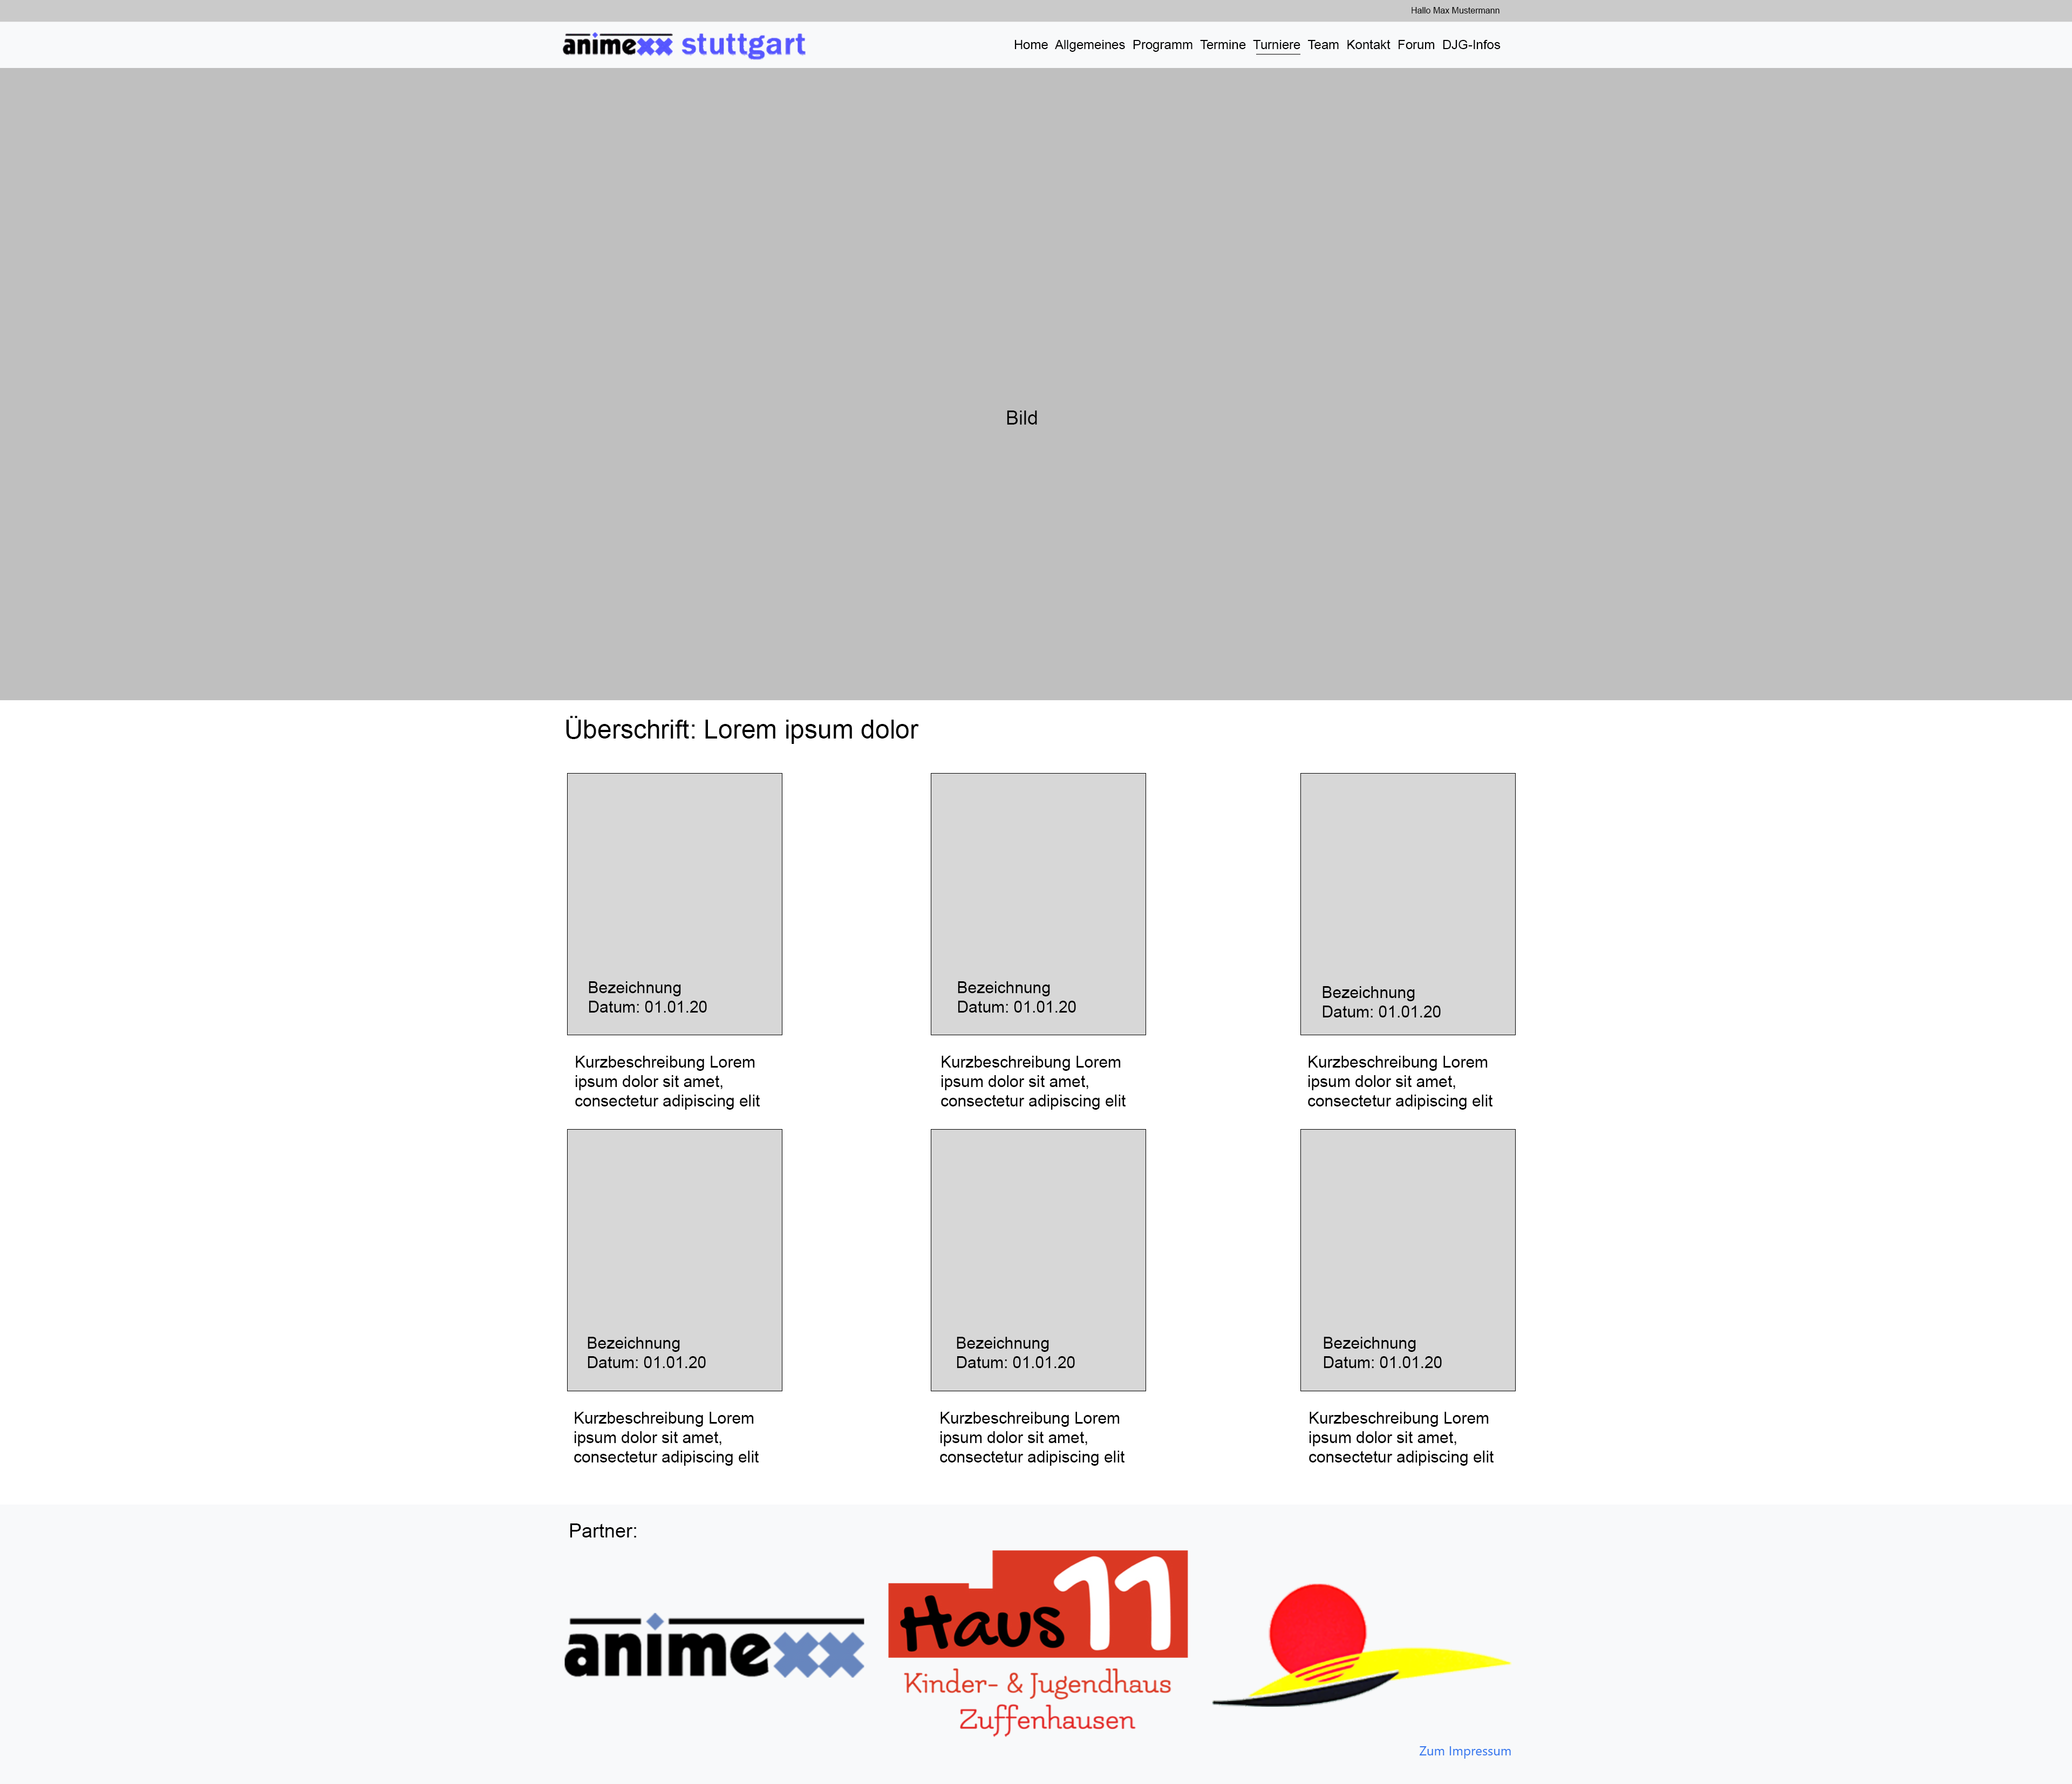 Hallo Max Mustermann
animexx stuttgart
Home Allgemeines Programm Termine Turniere Team Kontakt Forum DJG-Infos
Bild
Überschrift: Lorem ipsum dolor
Bezeichnung
Datum: 01.01.20
Bezeichnung
Datum: 01.01.20
Bezeichnung
Datum: 01.01.20
Kurzbeschreibung Lorem
ipsum dolor sit amet,
consectetur adipiscing elit
Kurzbeschreibung Lorem
ipsum dolor sit amet,
consectetur adipiscing elit
Kurzbeschreibung Lorem
ipsum dolor sit amet,
consectetur adipiscing elit
Bezeichnung
Datum: 01.01.20
Bezeichnung
Datum: 01.01.20
Bezeichnung
Datum: 01.01.20
Kurzbeschreibung Lorem
ipsum dolor sit amet,
consectetur adipiscing elit
Kurzbeschreibung Lorem
ipsum dolor sit amet,
consectetur adipiscing elit
Kurzbeschreibung Lorem
ipsum dolor sit amet,
consectetur adipiscing elit
Partner:
animexx
Haus 11
Kinder- & Jugendhaus
Zuffenhausen
Zum Impressum